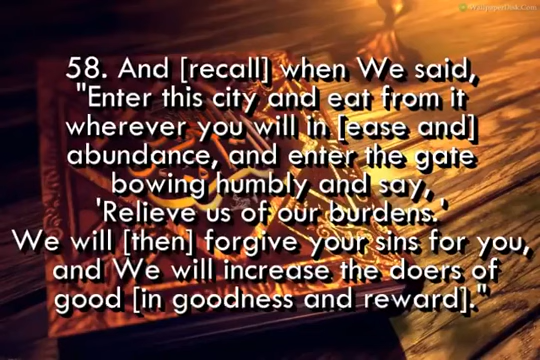 WallpaperDisk.Com
58. And [recall] when We said,
"Enter this city and eat from it
wherever you will in [ease and]
abundance, and enter the gate
bowing humbly and say,
'Relieve us of our burdens.'
We will [then] forgive your sins for you,
and We will increase the doers of
good [in goodness and reward]."